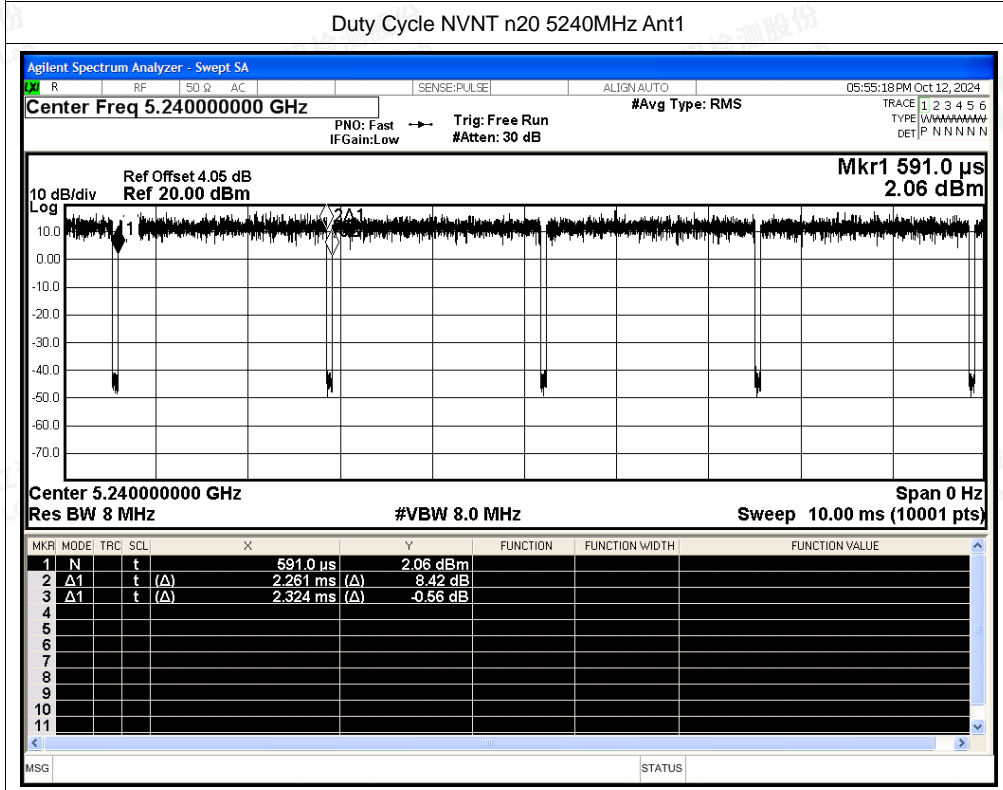 Duty Cycle NVNT n20 5240MHz Ant1
Agilent Spectrum Analyzer - Swept SA
LXI R RF 50 Ω AC SENSE:PULSE ALIGN AUTO 05:55:18 PM Oct 12, 2024
Center Freq 5.240000000 GHz #Avg Type: RMS TRACE 1 2 3 4 5 6
PNO: Fast Trig: Free Run TYPE W
IFGain:Low #Atten: 30 dB DET P N N N N N
Mkr1 591.0 µs
Ref Offset 4.05 dB
10 dB/div Ref 20.00 dBm 2.06 dBm
Log
10.0
1
2Δ1
0.00
-10.0
-20.0
-30.0
-40.0
-50.0
-60.0
-70.0
Center 5.240000000 GHz Span 0 Hz
Res BW 8 MHz #VBW 8.0 MHz Sweep 10.00 ms (10001 pts)
MKR MODE TRC SCL X Y FUNCTION FUNCTION WIDTH FUNCTION VALUE
1 N t 591.0 µs 2.06 dBm
2 Δ1 t (Δ) 2.261 ms (Δ) 8.42 dB
3 Δ1 t (Δ) 2.324 ms (Δ) -0.56 dB
4
5
6
7
8
9
10
11
MSG STATUS